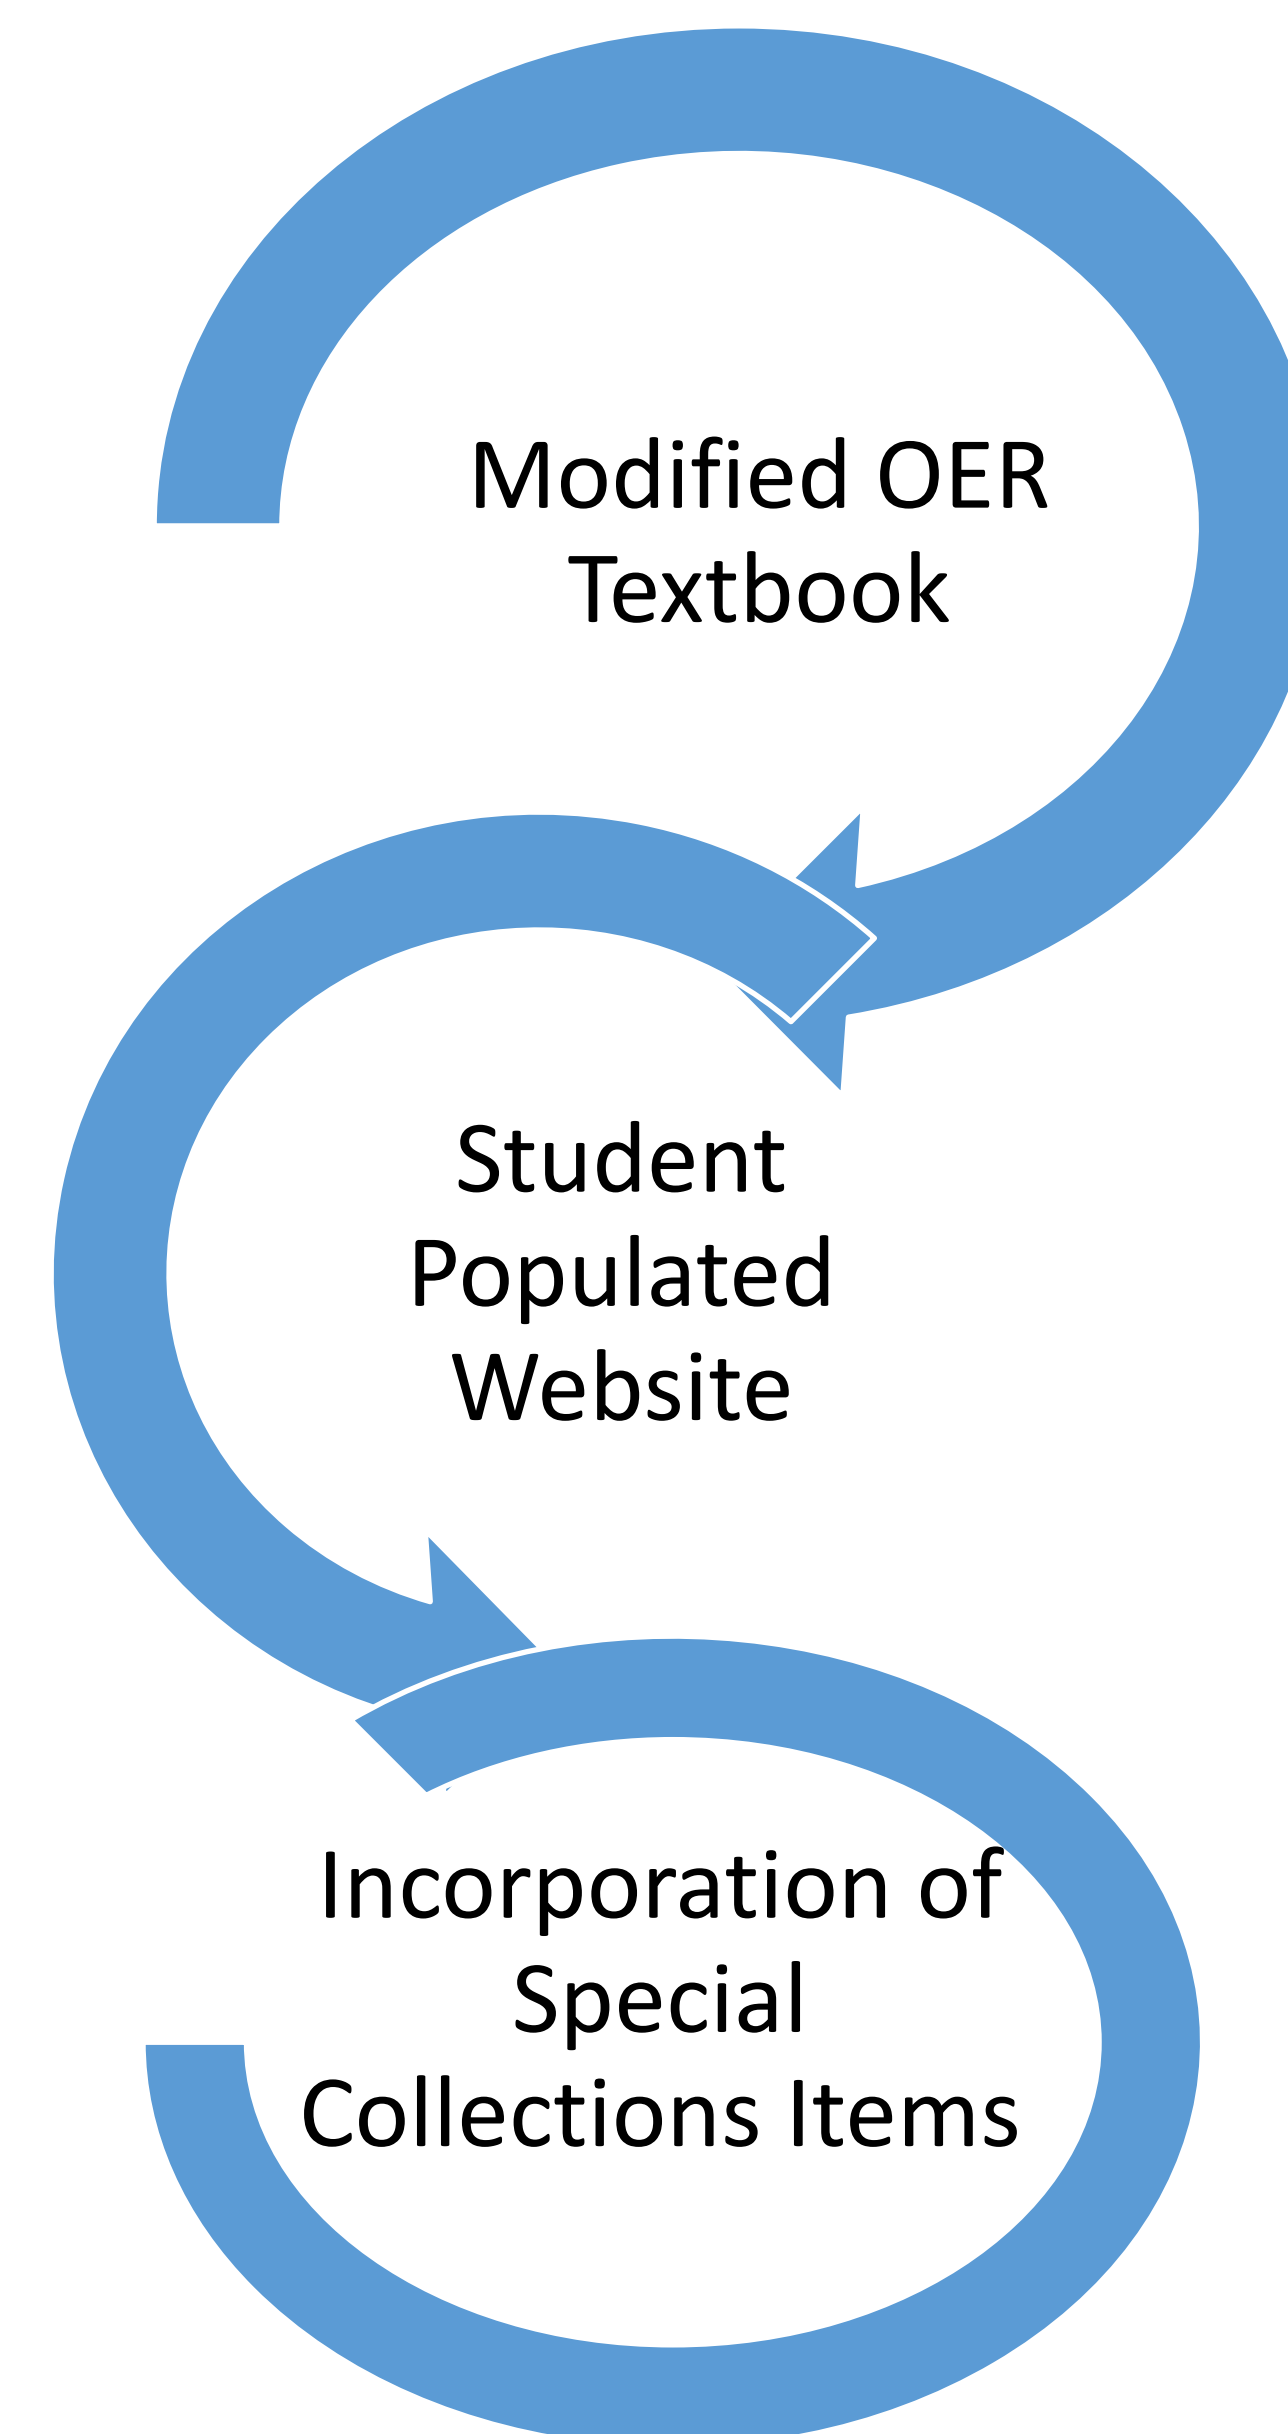 Modified OER
Textbook
Student
Populated
Website
Incorporation of
Special
Collections Items